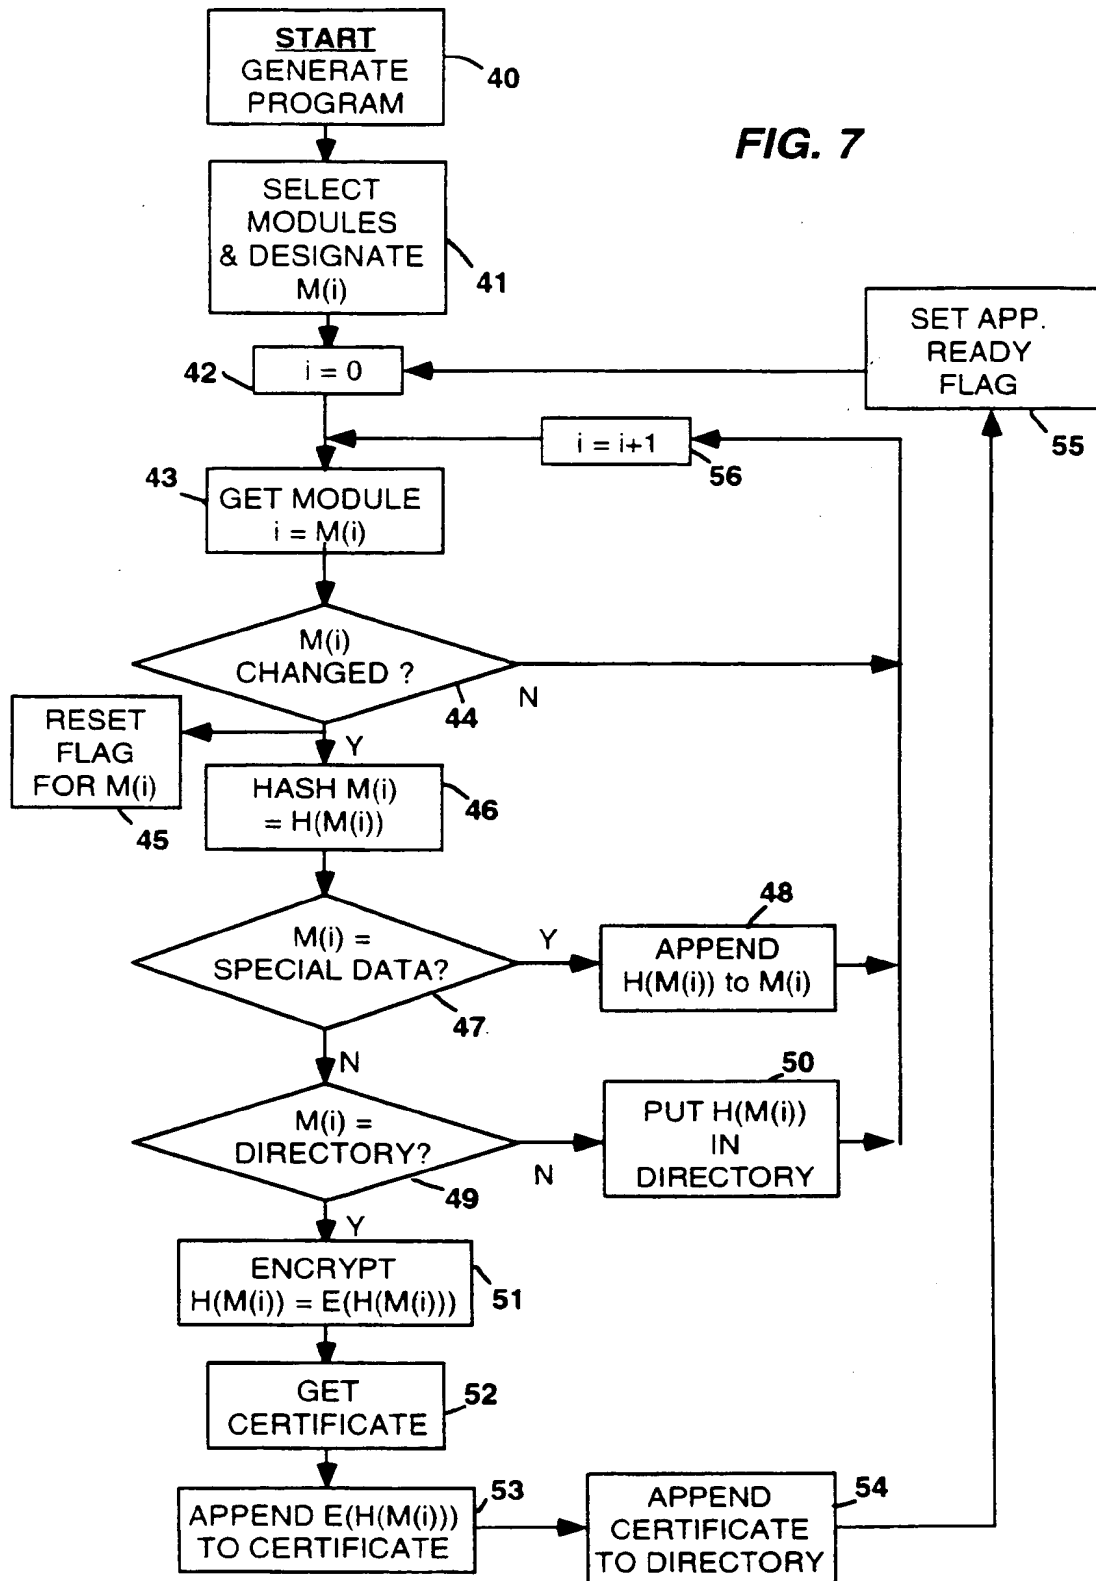 START
GENERATE
PROGRAM
40
FIG. 7
SELECT
MODULES
& DESIGNATE
M(i)
41
SET APP.
READY
FLAG
55
42
i = 0
i = i+1
56
43
GET MODULE
i = M(i)
M(i)
CHANGED ?
44
N
RESET
FLAG
FOR M(i)
45
Y
HASH M(i)
= H(M(i))
46
M(i) =
SPECIAL DATA?
47
Y
48
APPEND
H(M(i)) to M(i)
N
M(i) =
DIRECTORY?
49
N
50
PUT H(M(i))
IN
DIRECTORY
Y
ENCRYPT
H(M(i)) = E(H(M(i)))
51
GET
CERTIFICATE
52
APPEND E(H(M(i)))
TO CERTIFICATE
53
APPEND
CERTIFICATE
TO DIRECTORY
54